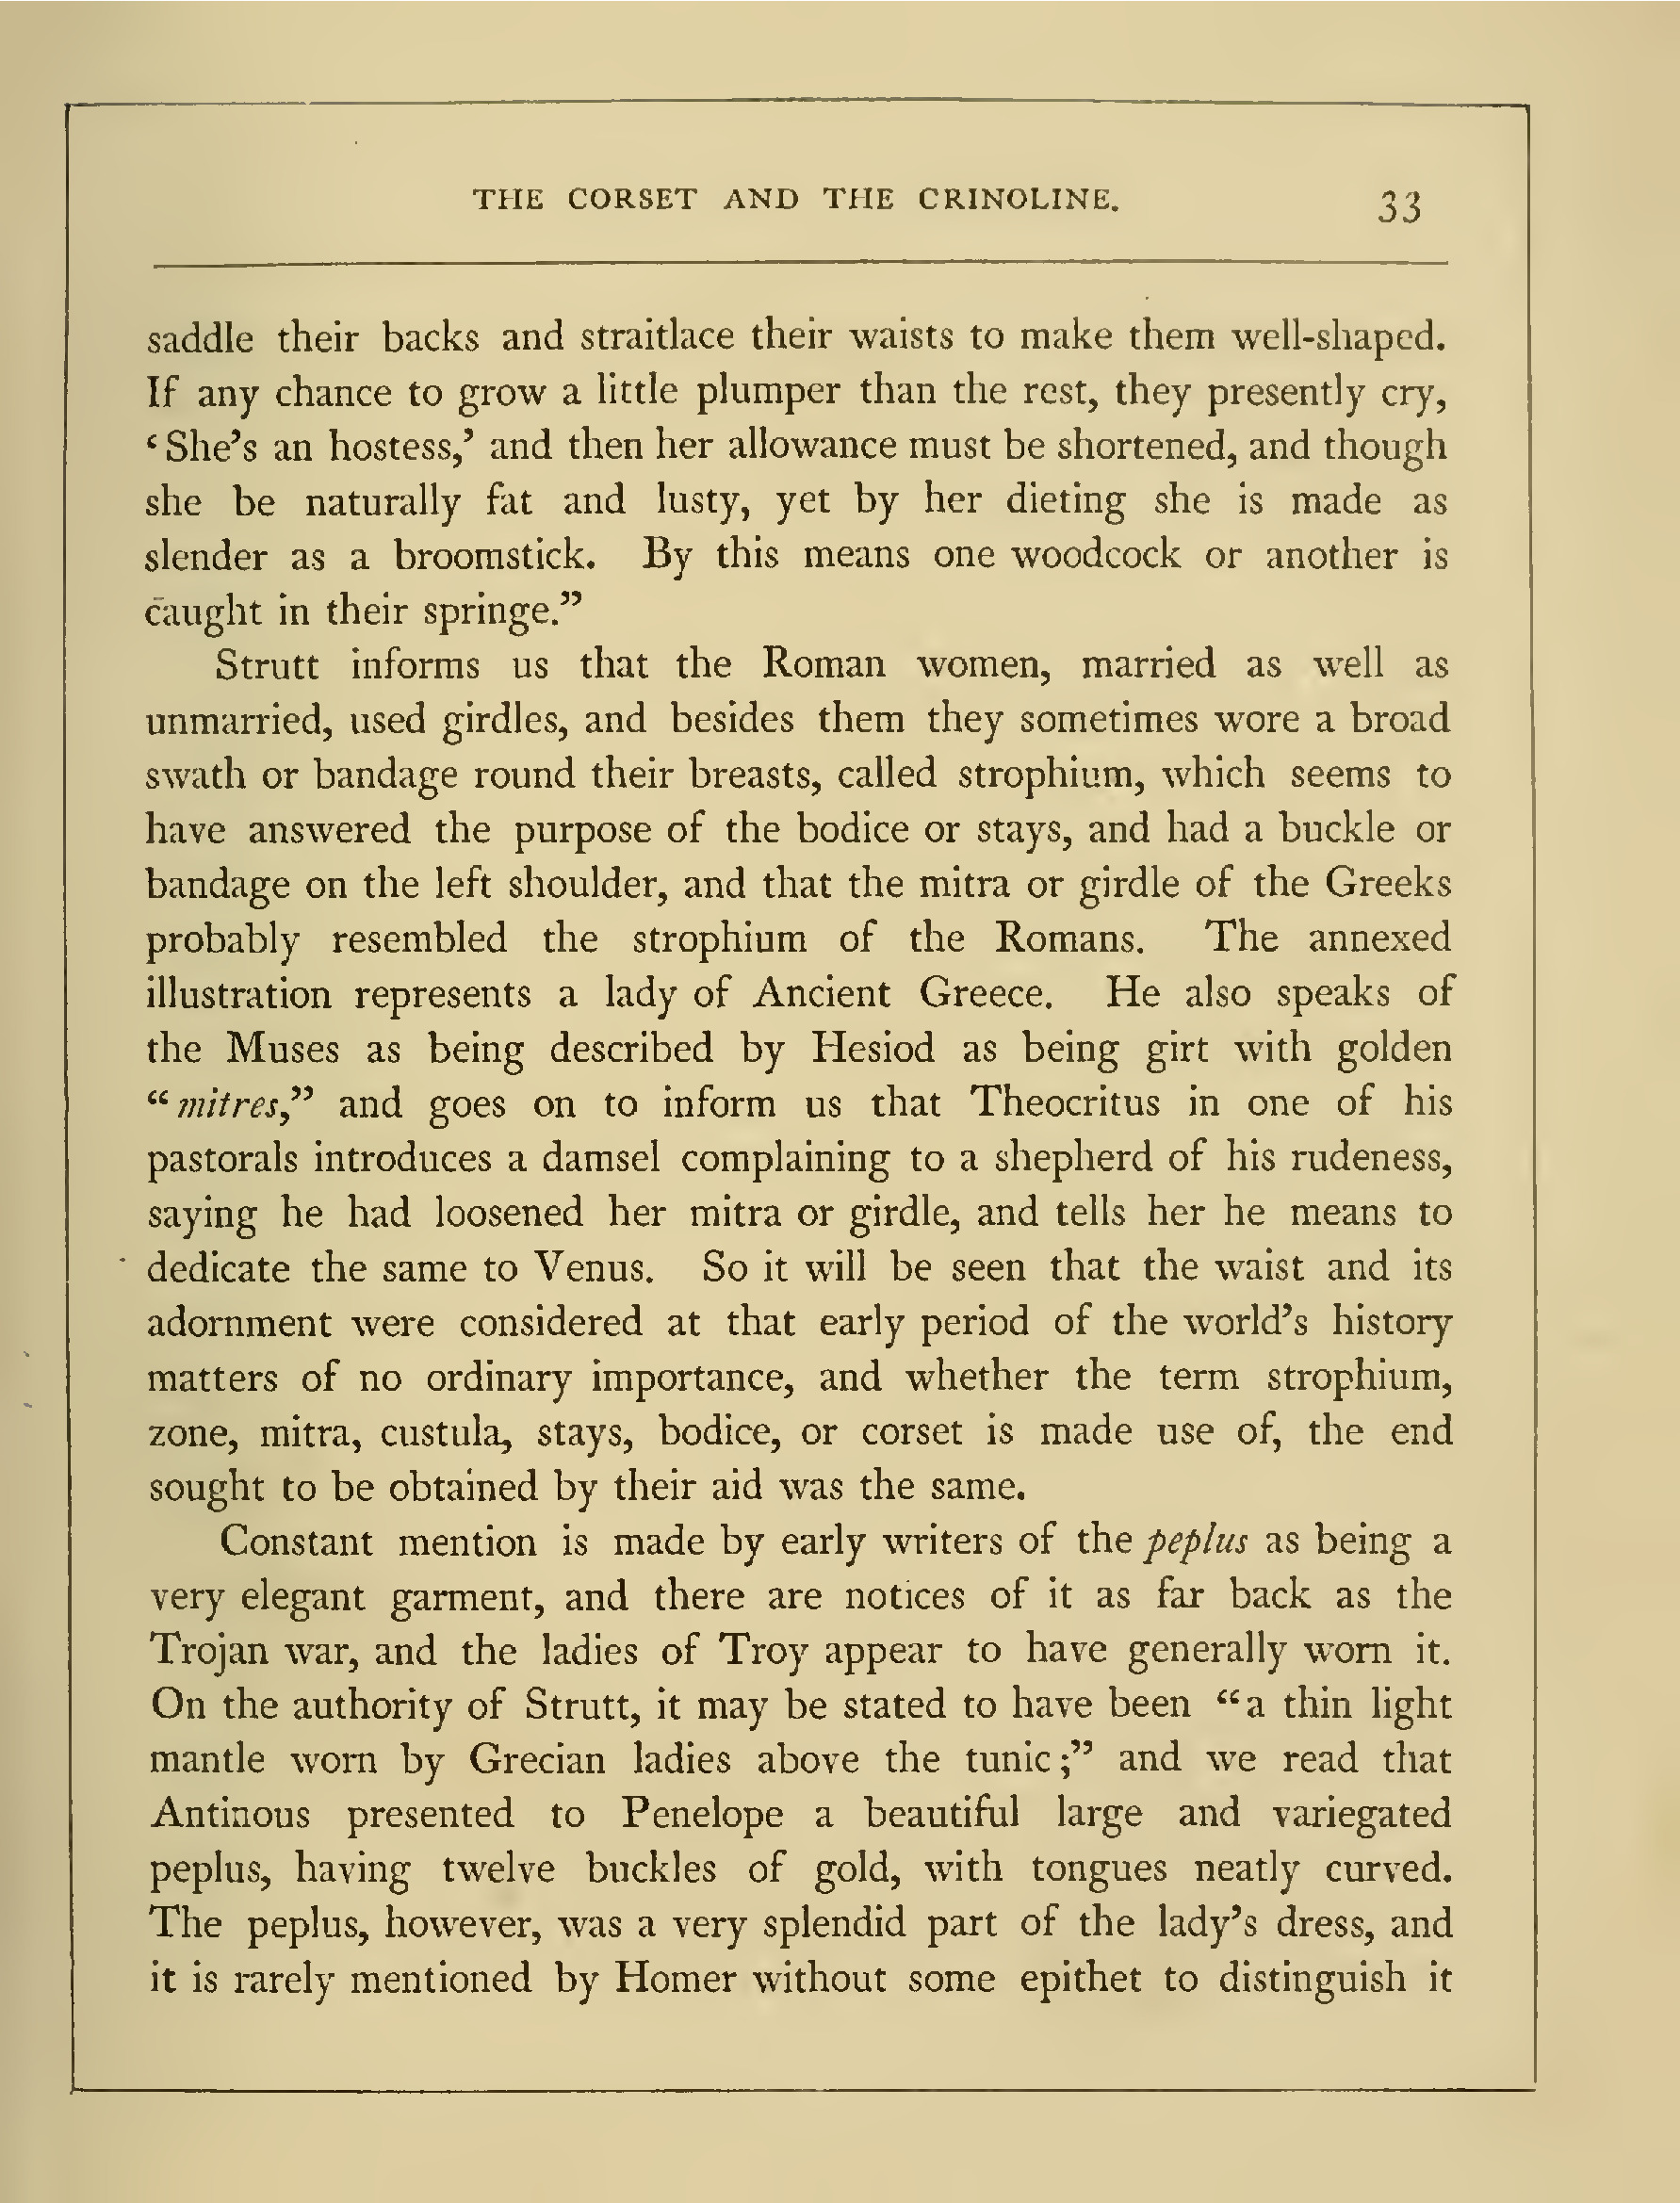 THE CORSET AND THE CRINOLINE. 33
saddle their backs and straitlace their waists to make them well-shaped.
If any chance to grow a little plumper than the rest, they presently cry,
‘She’s an hostess,’ and then her allowance must be shortened, and though
she be naturally fat and lusty, yet by her dieting she is made as
slender as a broomstick. By this means one woodcock or another is
caught in their springe.”
Strutt informs us that the Roman women, married as well as
unmarried, used girdles, and besides them they sometimes wore a broad
swath or bandage round their breasts, called strophium, which seems to
have answered the purpose of the bodice or stays, and had a buckle or
bandage on the left shoulder, and that the mitra or girdle of the Greeks
probably resembled the strophium of the Romans. The annexed
illustration represents a lady of Ancient Greece. He also speaks of
the Muses as being described by Hesiod as being girt with golden
“mitres,” and goes on to inform us that Theocritus in one of his
pastorals introduces a damsel complaining to a shepherd of his rudeness,
saying he had loosened her mitra or girdle, and tells her he means to
dedicate the same to Venus. So it will be seen that the waist and its
adornment were considered at that early period of the world’s history
matters of no ordinary importance, and whether the term strophium,
zone, mitra, custula, stays, bodice, or corset is made use of, the end
sought to be obtained by their aid was the same.
Constant mention is made by early writers of the peplus as being a
very elegant garment, and there are notices of it as far back as the
Trojan war, and the ladies of Troy appear to have generally worn it.
On the authority of Strutt, it may be stated to have been “a thin light
mantle worn by Grecian ladies above the tunic;” and we read that
Antinous presented to Penelope a beautiful large and variegated
peplus, having twelve buckles of gold, with tongues neatly curved.
The peplus, however, was a very splendid part of the lady’s dress, and
it is rarely mentioned by Homer without some epithet to distinguish it